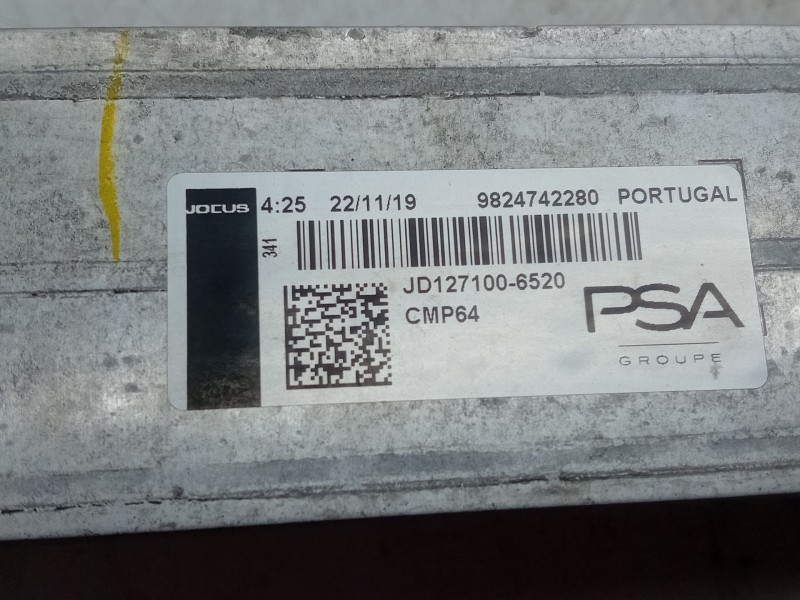 JOCUS 4:25 22/11/19 9824742280 PORTUGAL
341
JD127100-6520
CMP64
PSA
GROUPE